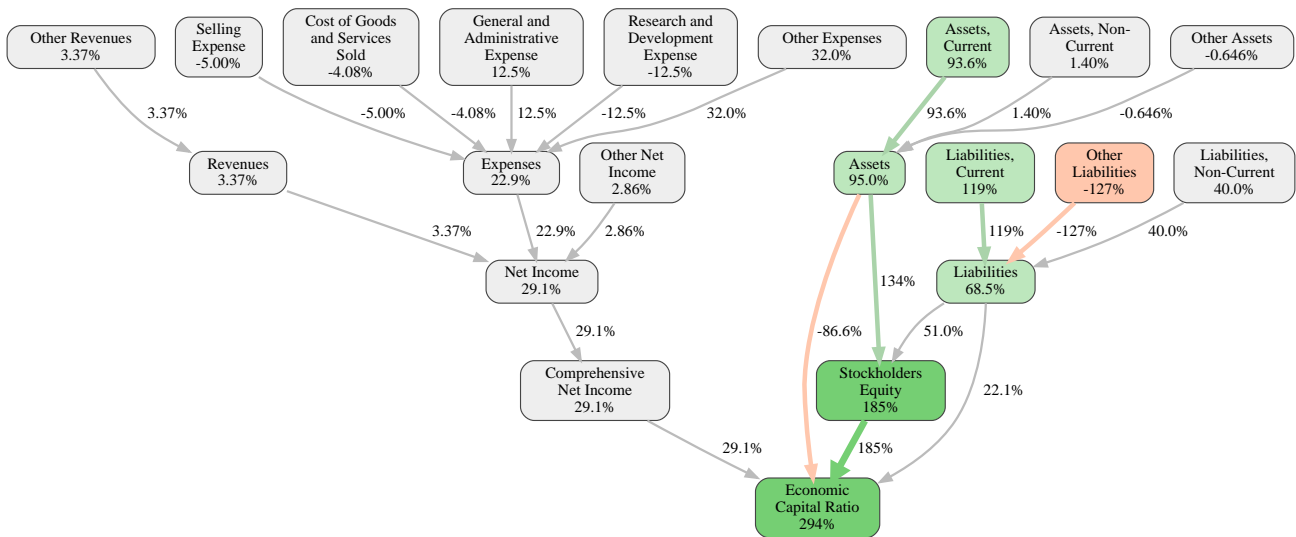 Other Revenues
3.37%
Selling
Expense
-5.00%
Cost of Goods
and Services
Sold
-4.08%
General and
Administrative
Expense
12.5%
Research and
Development
Expense
-12.5%
Other Expenses
32.0%
Assets,
Current
93.6%
Assets, Non-
Current
1.40%
Other Assets
-0.646%
3.37%
-5.00%
-4.08%
12.5%
-12.5%
32.0%
93.6%
1.40%
-0.646%
Revenues
3.37%
Expenses
22.9%
Other Net
Income
2.86%
Assets
95.0%
Liabilities,
Current
119%
Other
Liabilities
-127%
Liabilities,
Non-Current
40.0%
3.37%
22.9%
2.86%
119%
-127%
40.0%
Net Income
29.1%
134%
Liabilities
68.5%
29.1%
-86.6%
51.0%
Comprehensive
Net Income
29.1%
Stockholders
Equity
185%
22.1%
29.1%
185%
Economic
Capital Ratio
294%